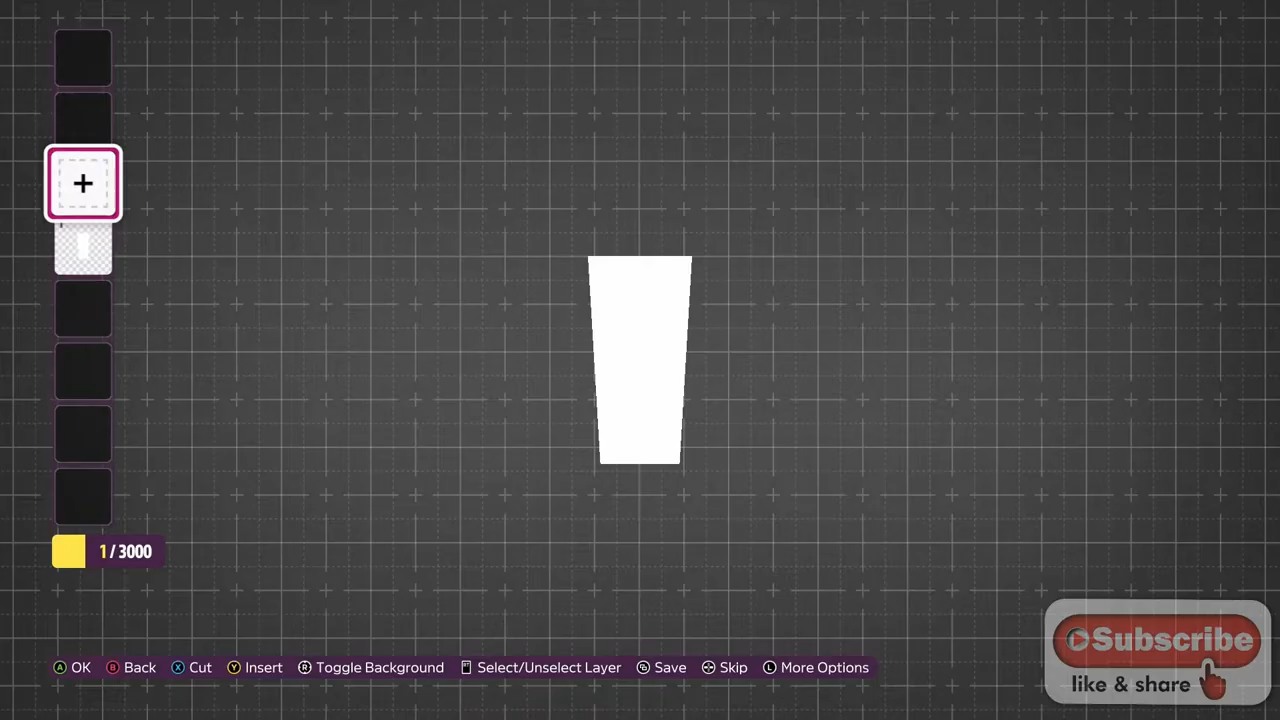 +
1 / 3000
A OK B Back X Cut Y Insert R Toggle Background Select/Unselect Layer Save Skip L More Options
Subscribe
like & share